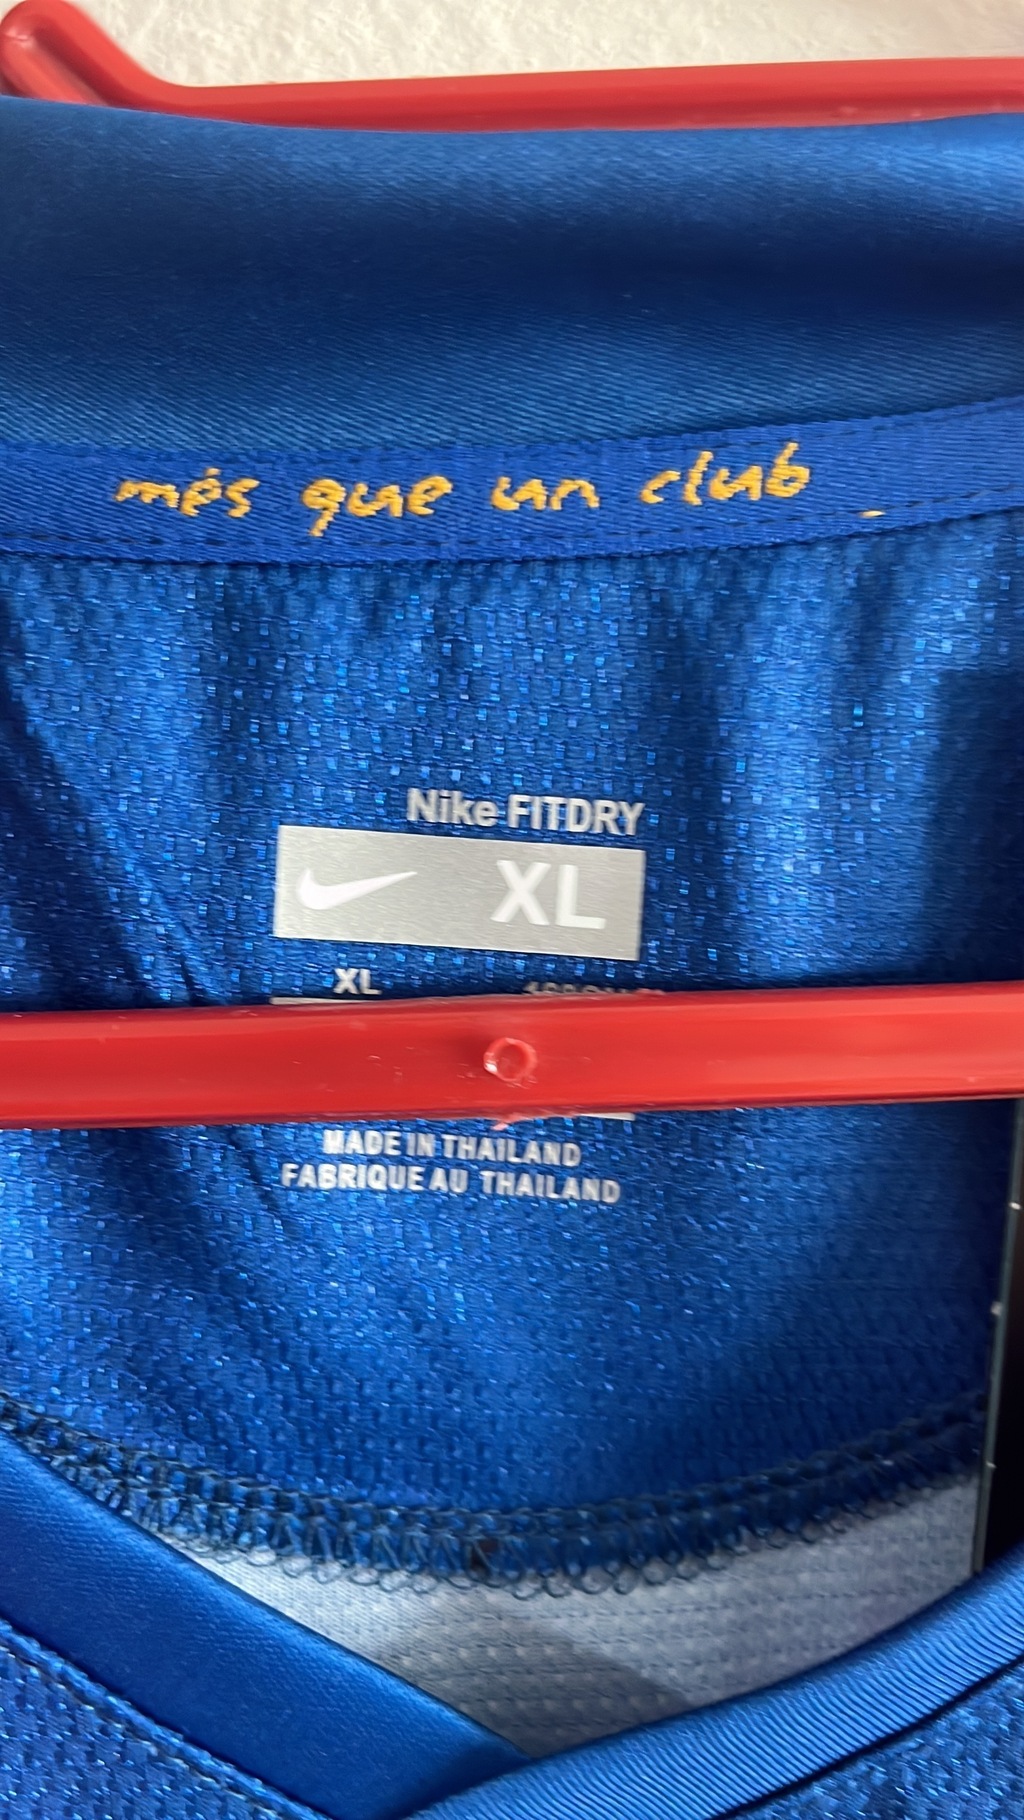 més que un club
Nike FITDRY
XL
XL
MADE IN THAILAND
FABRIQUE AU THAILAND